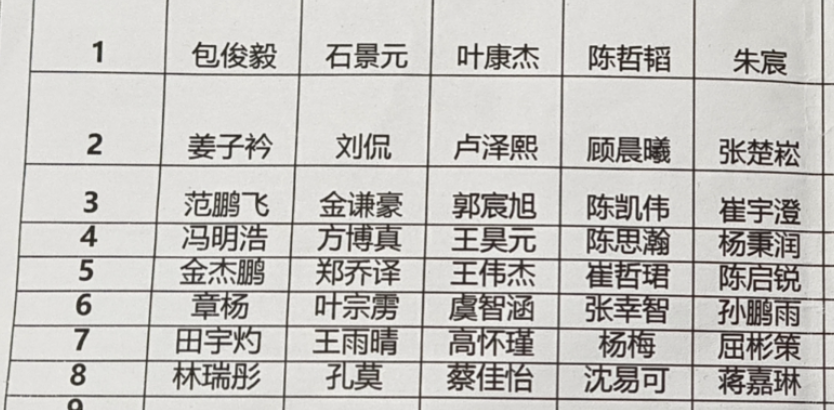 1 包俊毅 石景元 叶康杰 陈哲韬 朱宸
2 姜子衿 刘侃 卢泽熙 顾晨曦 张楚崧
3 范鹏飞 金谦豪 郭宸旭 陈凯伟 崔宇澄
4 冯明浩 方博真 王昊元 陈思瀚 杨秉润
5 金杰鹏 郑乔译 王伟杰 崔哲珺 陈启锐
6 章杨 叶宗雳 虞智涵 张幸智 孙鹏雨
7 田宇灼 王雨晴 高怀瑾 杨梅 屈彬策
8 林瑞彤 孔莫 蔡佳怡 沈易可 蒋嘉琳
9